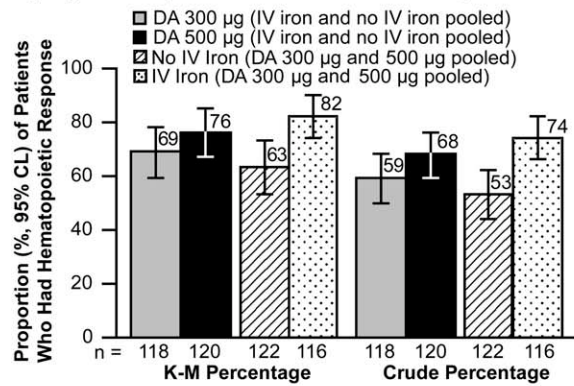 DA 300 µg (IV iron and no IV iron pooled)
DA 500 µg (IV iron and no IV iron pooled)
No IV Iron (DA 300 µg and 500 µg pooled)
IV Iron (DA 300 µg and 500 µg pooled)
Proportion (%, 95% CL) of Patients
Who Had Hematopoietic Response
100
80
60
40
20
0
69
76
63
82
59
68
53
74
n = 118 120 122 116 118 120 122 116
K-M Percentage Crude Percentage